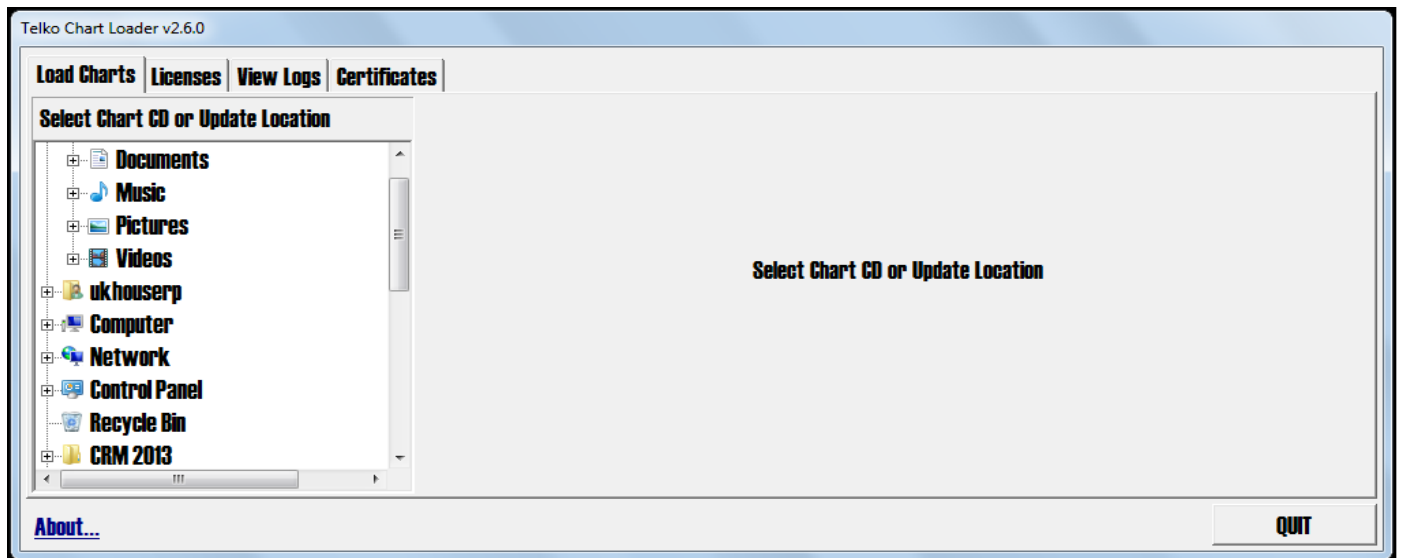 Telko Chart Loader v2.6.0
Load Charts Licenses View Logs Certificates
Select Chart CD or Update Location
Documents
Music
Pictures
Videos
ukhouserp
Computer
Network
Control Panel
Recycle Bin
CRM 2013
Select Chart CD or Update Location
About...
QUIT